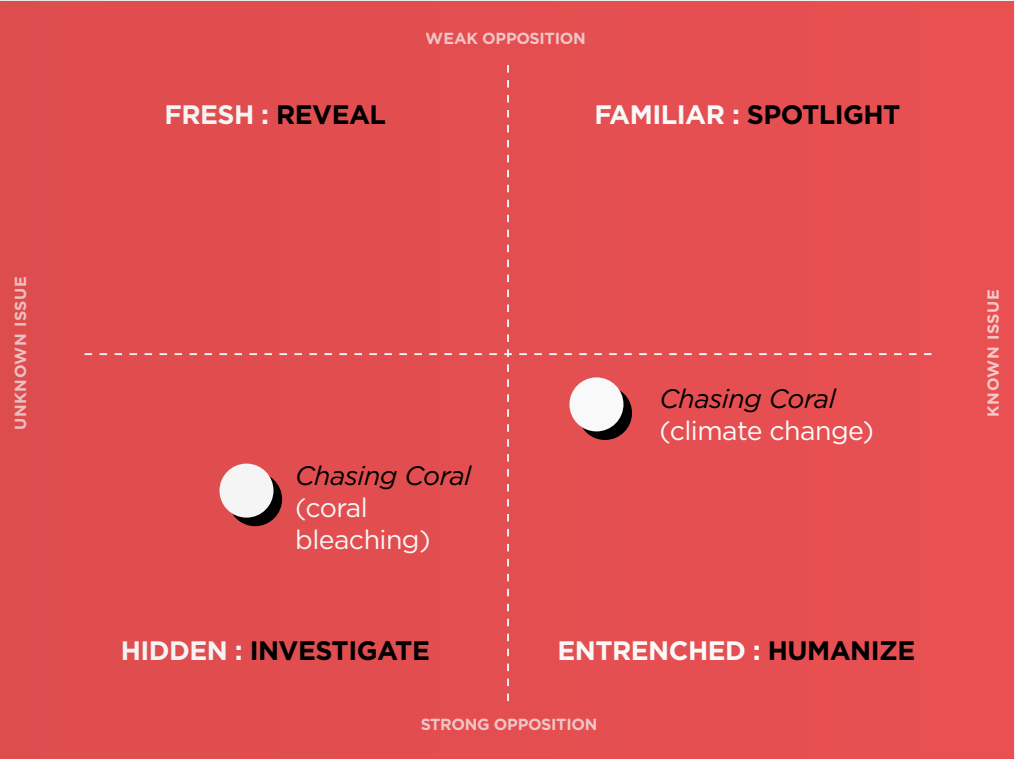 WEAK OPPOSITION
FRESH : REVEAL
FAMILIAR : SPOTLIGHT
UNKNOWN ISSUE
KNOWN ISSUE
Chasing Coral
(climate change)
Chasing Coral
(coral
bleaching)
HIDDEN : INVESTIGATE
ENTRENCHED : HUMANIZE
STRONG OPPOSITION